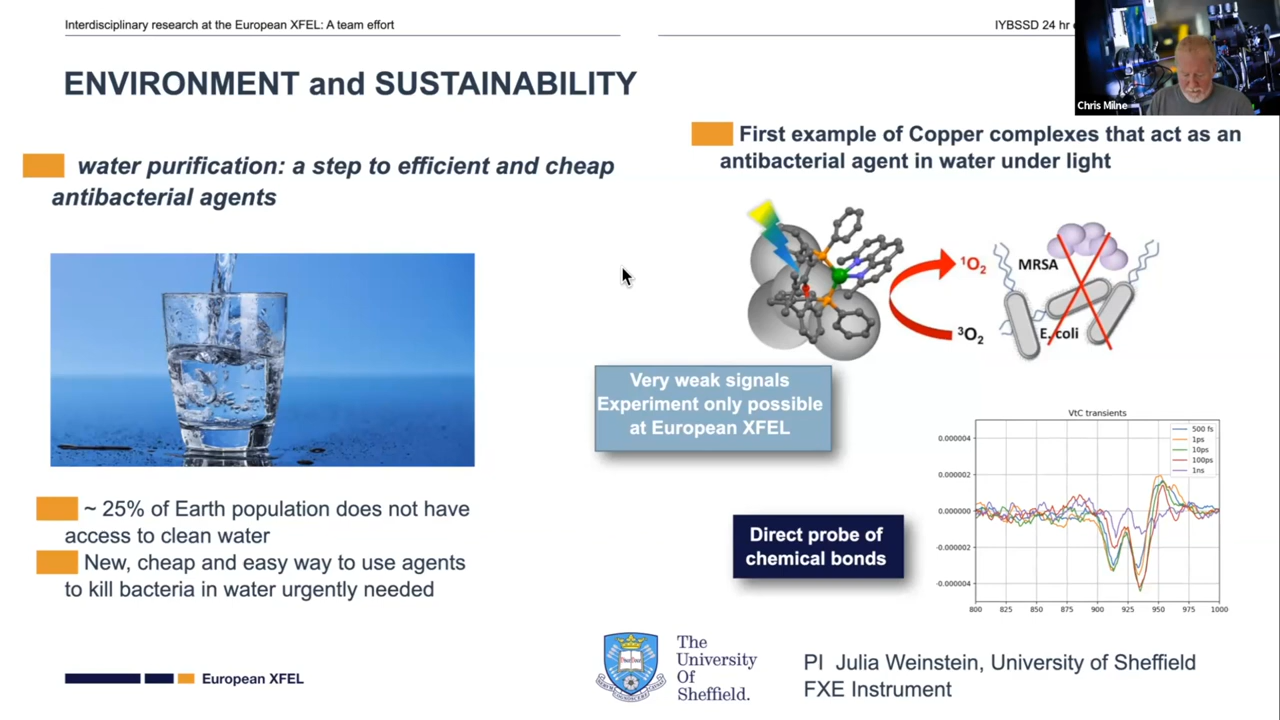 Interdisciplinary research at the European XFEL: A team effort
IYBSSD 24 hr
Chris Milne
ENVIRONMENT and SUSTAINABILITY
water purification: a step to efficient and cheap
antibacterial agents
First example of Copper complexes that act as an
antibacterial agent in water under light
¹O₂
MRSA
³O₂
E. coli
Very weak signals
Experiment only possible
at European XFEL
~ 25% of Earth population does not have
access to clean water
New, cheap and easy way to use agents
to kill bacteria in water urgently needed
Direct probe of
chemical bonds
VtC transients
500 fs
1ps
10ps
100ps
1ns
0.000004
0.000002
0.000000
-0.000002
-0.000004
800 825 850 875 900 925 950 975 1000
European XFEL
The
University
Of
Sheffield.
PI Julia Weinstein, University of Sheffield
FXE Instrument